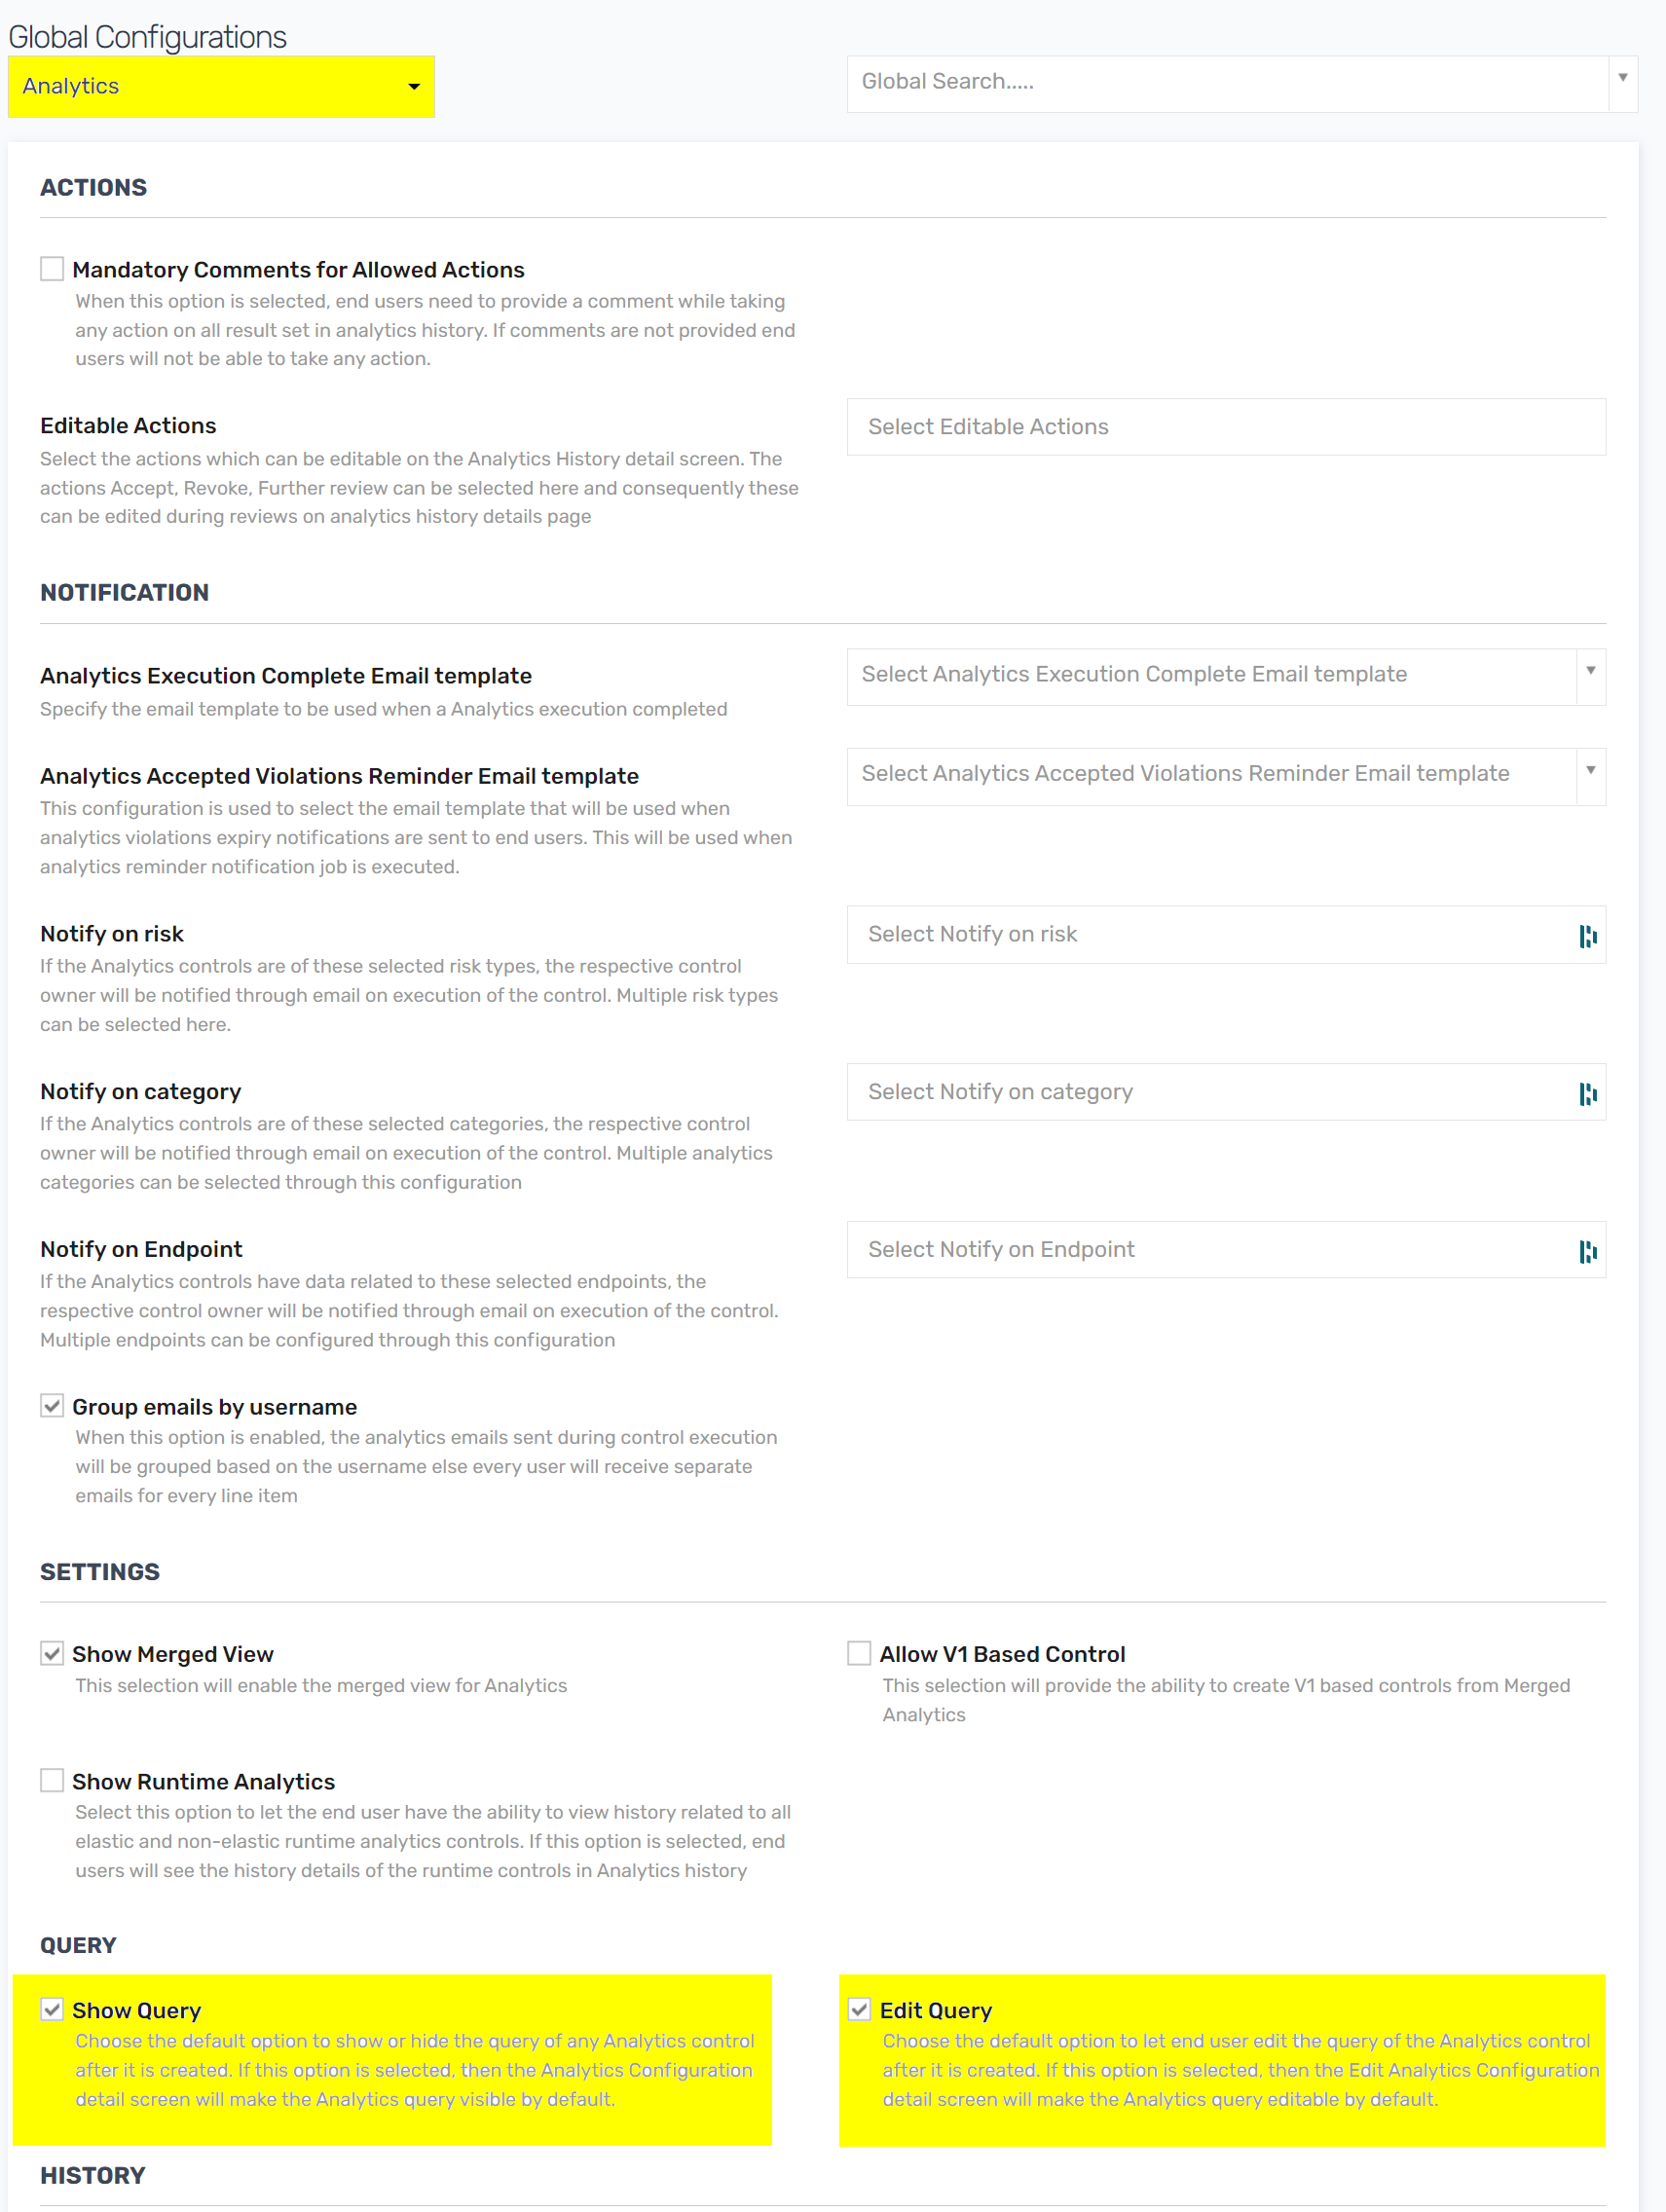 Global Configurations
Analytics
Global Search.....
ACTIONS
Mandatory Comments for Allowed Actions
When this option is selected, end users need to provide a comment while taking
any action on all result set in analytics history. If comments are not provided end
users will not be able to take any action.
Editable Actions
Select Editable Actions
Select the actions which can be editable on the Analytics History detail screen. The
actions Accept, Revoke, Further review can be selected here and consequently these
can be edited during reviews on analytics history details page
NOTIFICATION
Analytics Execution Complete Email template
Select Analytics Execution Complete Email template
Specify the email template to be used when a Analytics execution completed
Analytics Accepted Violations Reminder Email template
Select Analytics Accepted Violations Reminder Email template
This configuration is used to select the email template that will be used when
analytics violations expiry notifications are sent to end users. This will be used when
analytics reminder notification job is executed.
Notify on risk
Select Notify on risk
If the Analytics controls are of these selected risk types, the respective control
owner will be notified through email on execution of the control. Multiple risk types
can be selected here.
Notify on category
Select Notify on category
If the Analytics controls are of these selected categories, the respective control
owner will be notified through email on execution of the control. Multiple analytics
categories can be selected through this configuration
Notify on Endpoint
Select Notify on Endpoint
If the Analytics controls have data related to these selected endpoints, the
respective control owner will be notified through email on execution of the control.
Multiple endpoints can be configured through this configuration
Group emails by username
When this option is enabled, the analytics emails sent during control execution
will be grouped based on the username else every user will receive separate
emails for every line item
SETTINGS
Show Merged View
This selection will enable the merged view for Analytics
Allow V1 Based Control
This selection will provide the ability to create V1 based controls from Merged
Analytics
Show Runtime Analytics
Select this option to let the end user have the ability to view history related to all
elastic and non-elastic runtime analytics controls. If this option is selected, end
users will see the history details of the runtime controls in Analytics history
QUERY
Show Query
Choose the default option to show or hide the query of any Analytics control
after it is created. If this option is selected, then the Analytics Configuration
detail screen will make the Analytics query visible by default.
Edit Query
Choose the default option to let end user edit the query of the Analytics control
after it is created. If this option is selected, then the Edit Analytics Configuration
detail screen will make the Analytics query editable by default.
HISTORY